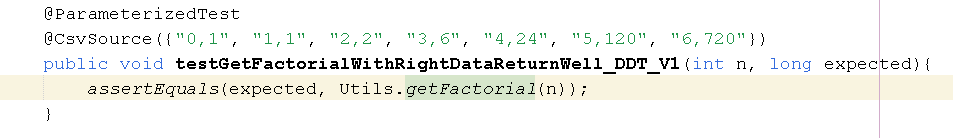 @ParameterizedTest
@CsvSource({"0,1", "1,1", "2,2", "3,6", "4,24", "5,120", "6,720"})
public void testGetFactorialWithRightDataReturnWell_DDT_V1(int n, long expected){
assertEquals(expected, Utils.getFactorial(n));
}